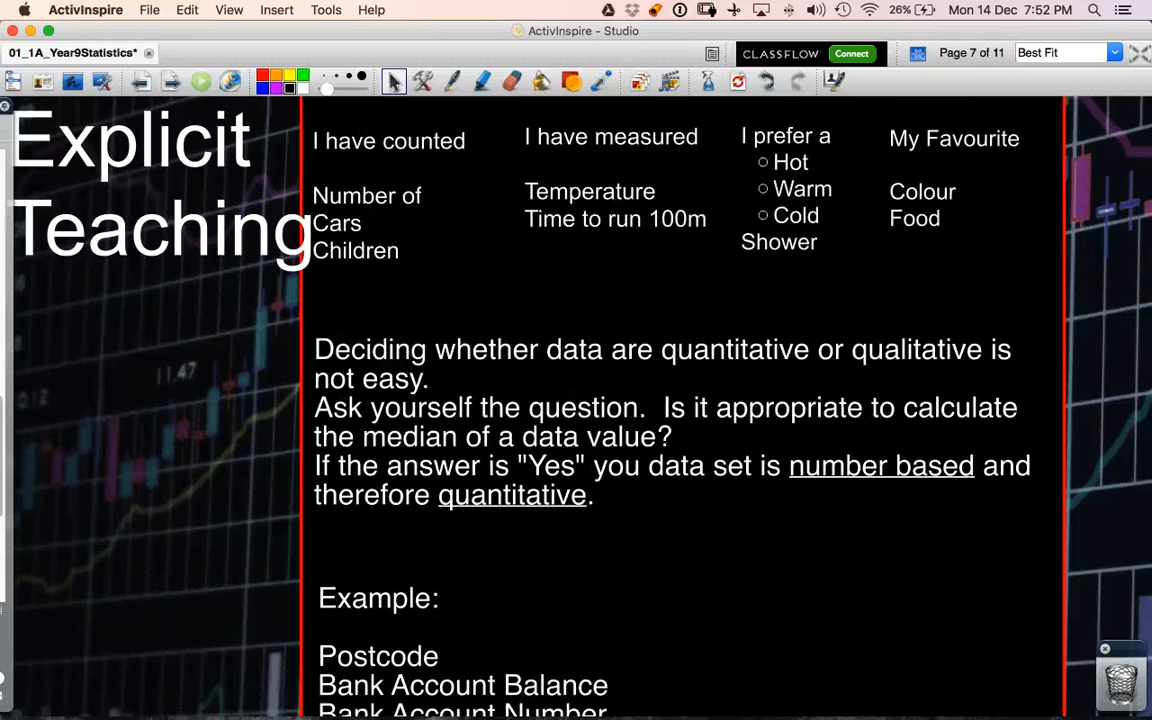 ActivInspire File Edit View Insert Tools Help 26% Mon 14 Dec 7:52 PM
ActivInspire - Studio
01_1A_Year9Statistics* CLASSFLOW Connect Page 7 of 11 Best Fit
Explicit
Teaching
I have counted
Number of
Cars
Children
I have measured
Temperature
Time to run 100m
I prefer a
○ Hot
○ Warm
○ Cold
Shower
My Favourite
Colour
Food
Deciding whether data are quantitative or qualitative is
not easy.
Ask yourself the question. Is it appropriate to calculate
the median of a data value?
If the answer is "Yes" you data set is number based and
therefore quantitative.
Example:
Postcode
Bank Account Balance
Bank Account Number
11.47
0.12